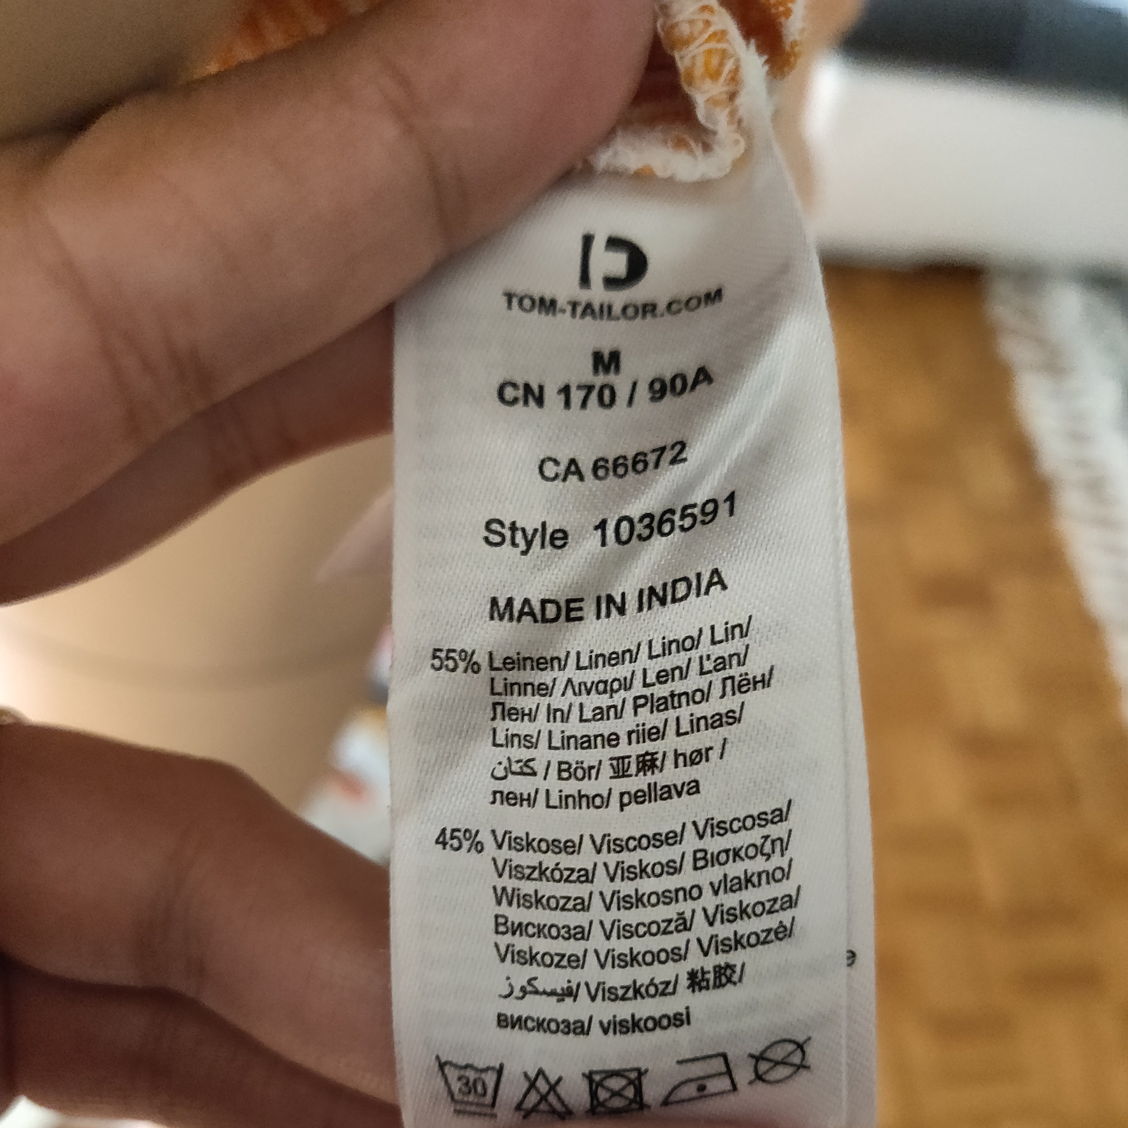 TOM-TAILOR.COM
M
CN 170 / 90A
CA 66672
Style 1036591
MADE IN INDIA
55% Leinen/ Linen/ Lino/ Lin/
Linne/ Λιναρι/ Len/ Ľan/
Лен/ In/ Lan/ Platno/ Лён/
Lins/ Linane riie/ Linas/
كتان / Bör/ 亚麻/ hør /
лен/ Linho/ pellava
45% Viskose/ Viscose/ Viscosa/
Viszkóza/ Viskos/ Βισκοζη/
Wiskoza/ Viskosno vlakno/
Вискоза/ Viscoză/ Viskoza/
Viskoze/ Viskoos/ Viskozė/
فيسكوز/ Viszkóz/ 粘胶/
вискоза/ viskoosi
30